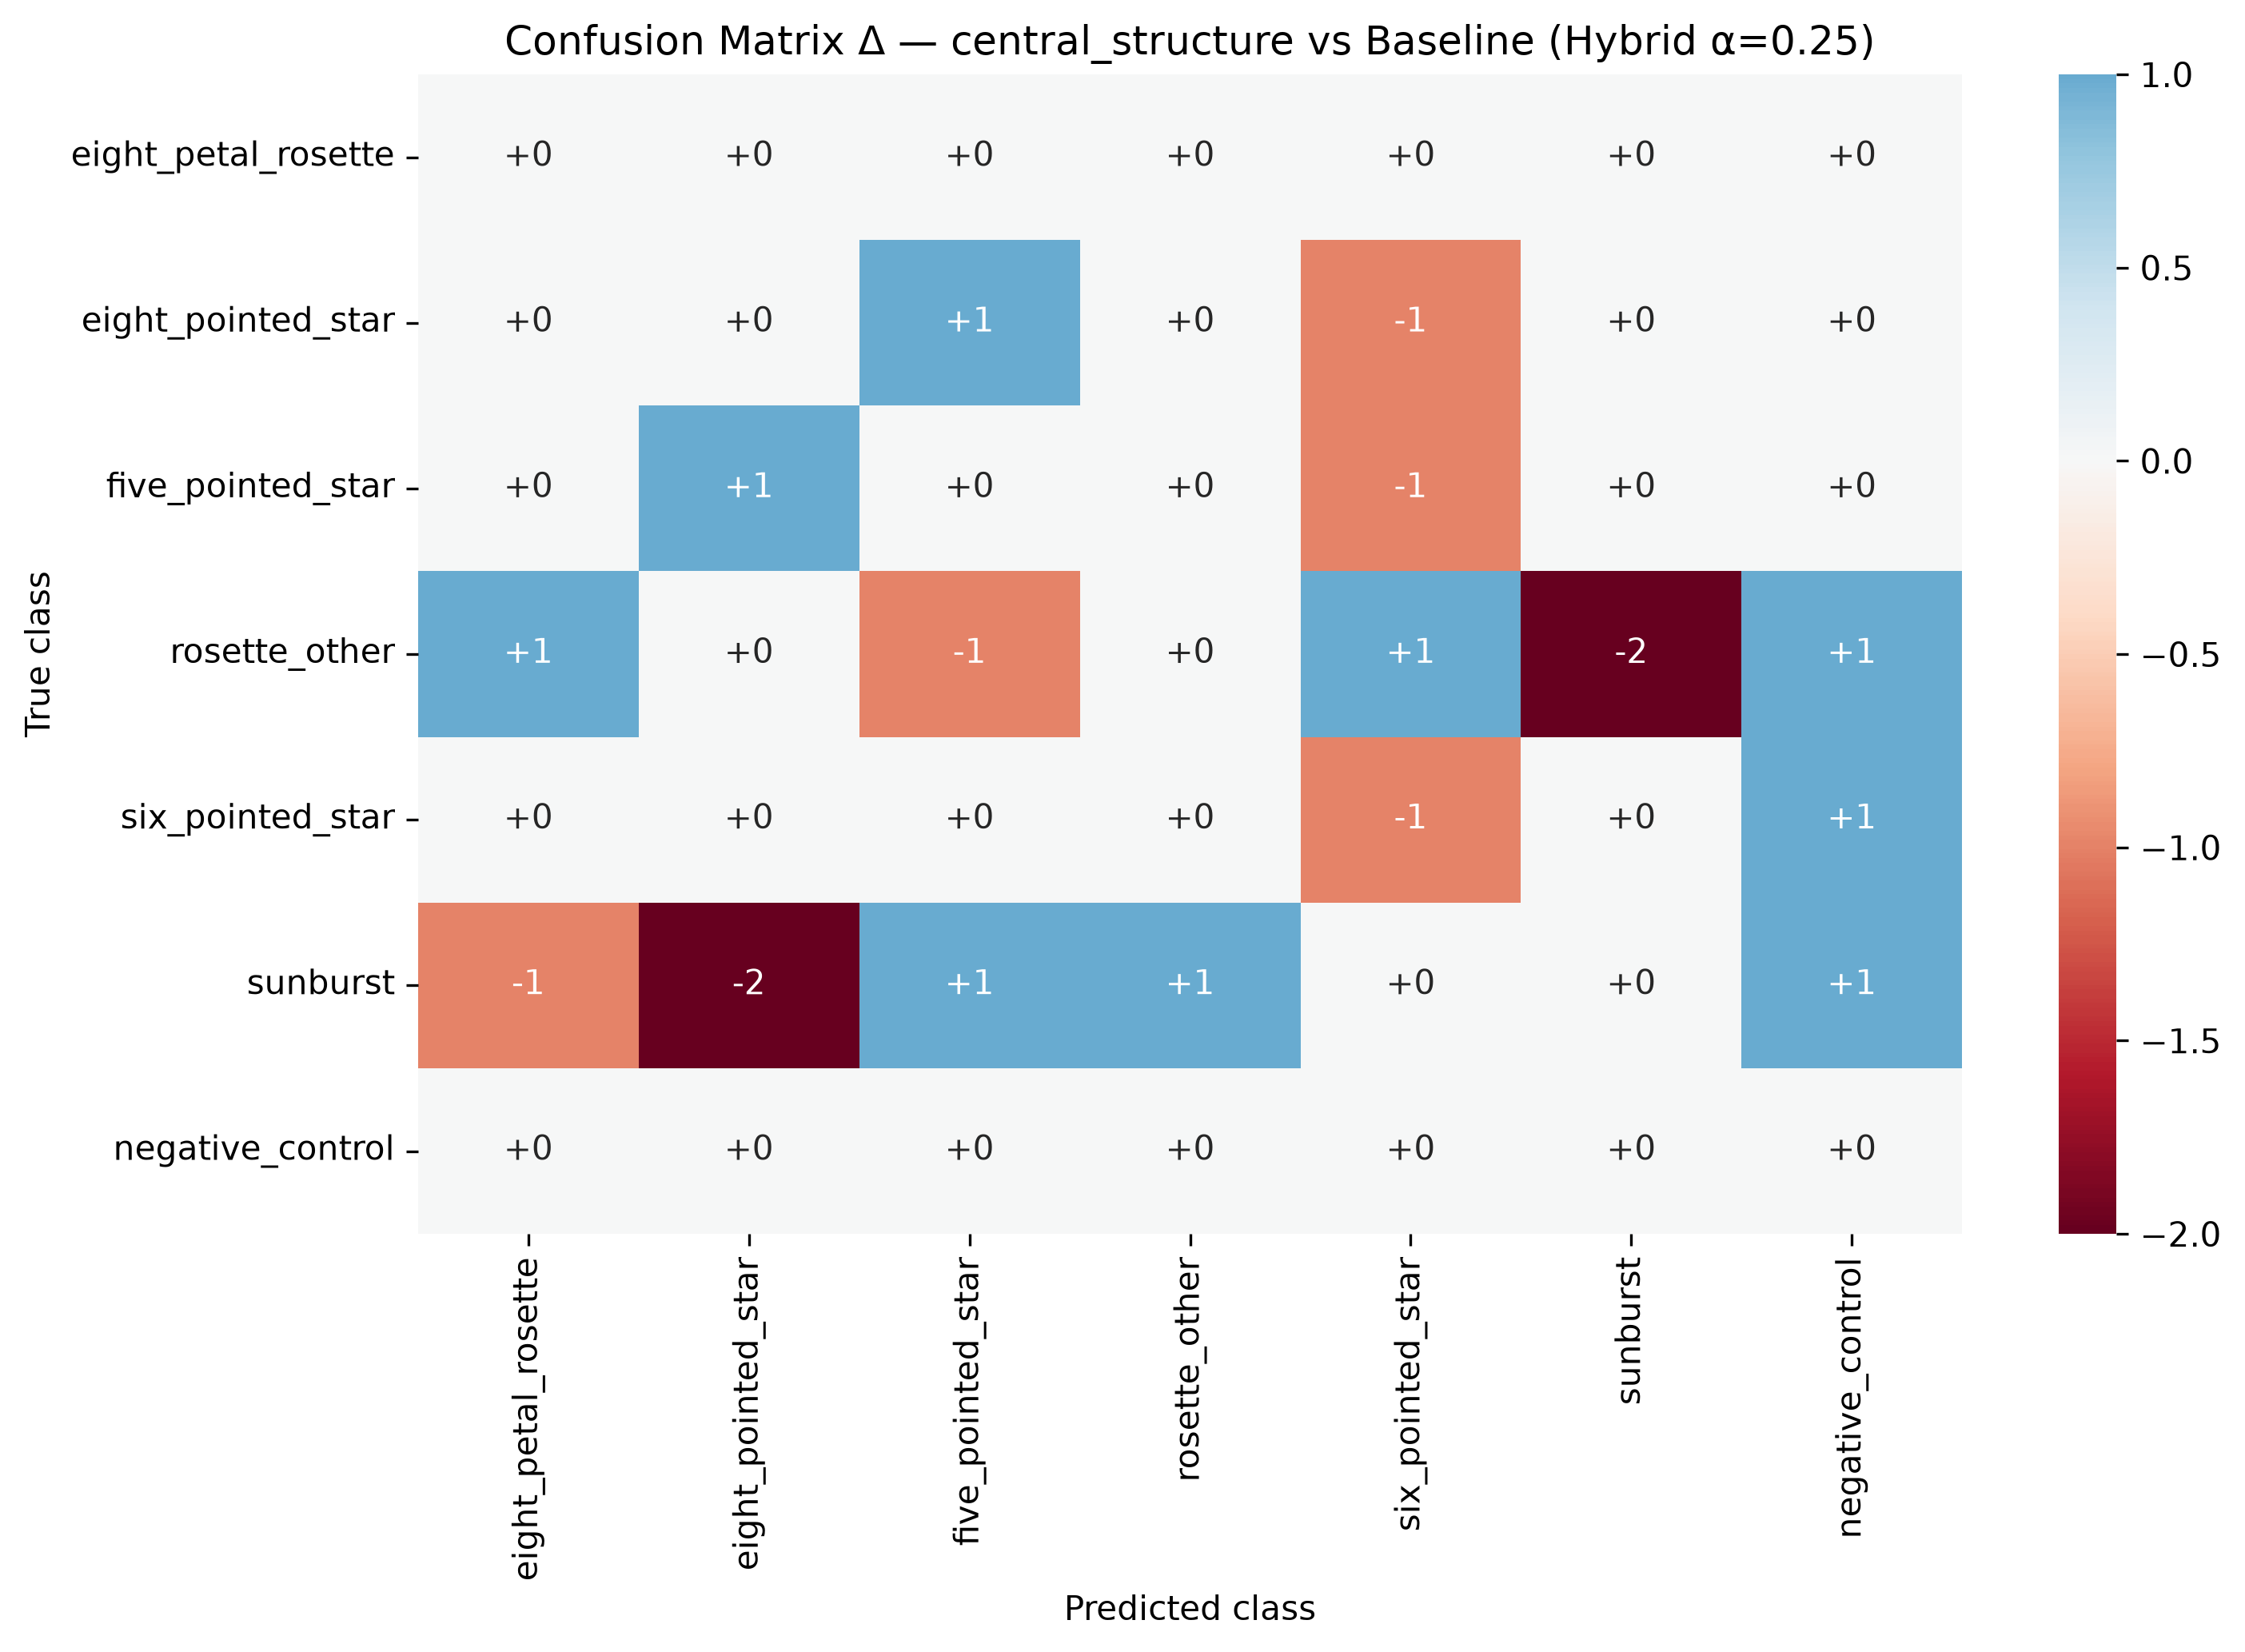 Confusion Matrix Δ — central_structure vs Baseline (Hybrid α=0.25)
True class
eight_petal_rosette +0 +0 +0 +0 +0 +0 +0
eight_pointed_star +0 +0 +1 +0 -1 +0 +0
five_pointed_star +0 +1 +0 +0 -1 +0 +0
rosette_other +1 +0 -1 +0 +1 -2 +1
six_pointed_star +0 +0 +0 +0 -1 +0 +1
sunburst -1 -2 +1 +1 +0 +0 +1
negative_control +0 +0 +0 +0 +0 +0 +0
eight_petal_rosette
eight_pointed_star
five_pointed_star
rosette_other
six_pointed_star
sunburst
negative_control
Predicted class
1.0
0.5
0.0
−0.5
−1.0
−1.5
−2.0